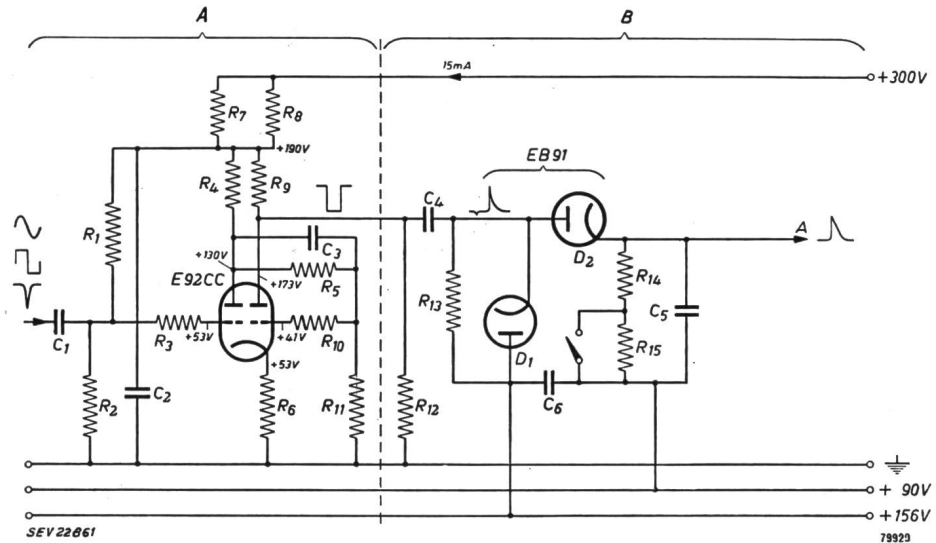 A
B
15mA
+300V
R7
R8
+190V
EB91
R4
R9
C4
R1
C3
A
+130V
D2
R14
E92CC
+173V
R5
R13
C5
C1
R3
+53V
+41V
R10
D1
R15
+53V
R2
C2
R6
R11
R12
C6
+ 90V
+156V
SEV 22861
79929